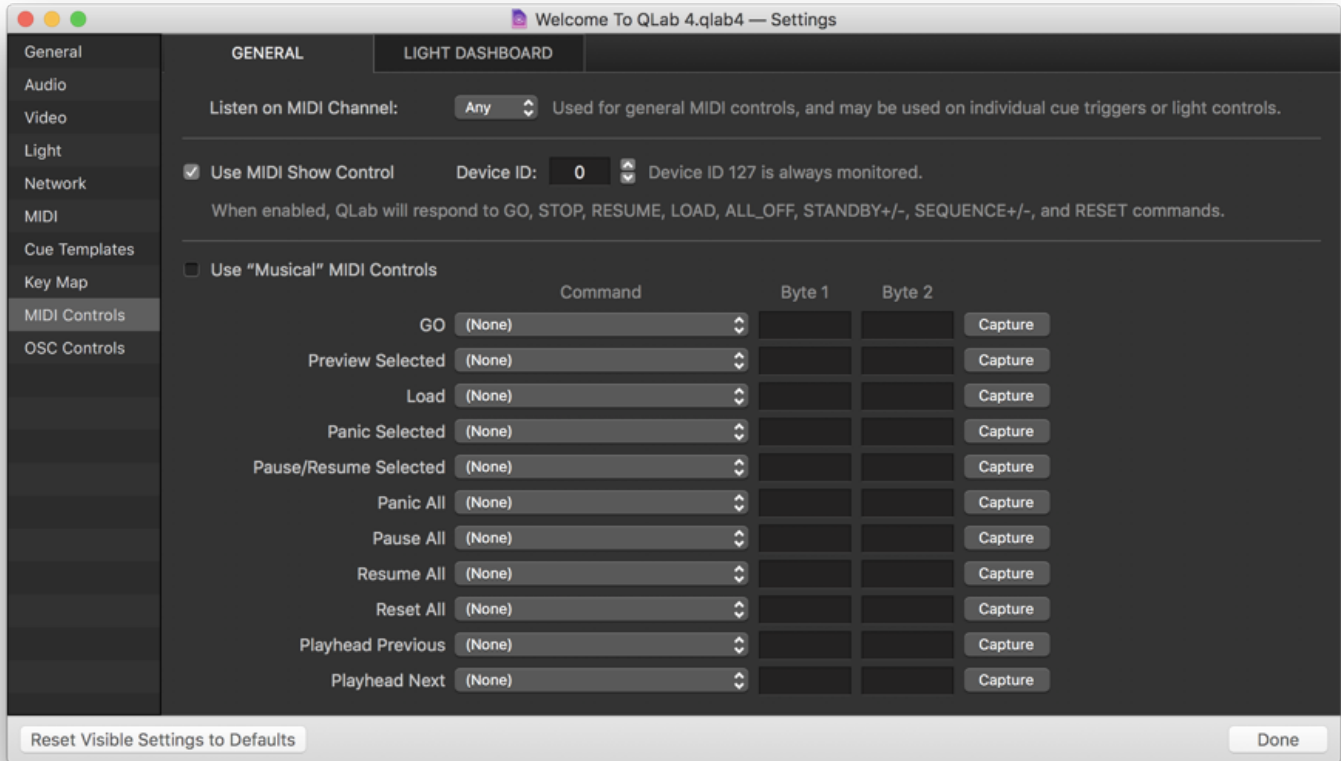 Welcome To QLab 4.qlab4 — Settings
General
Audio
Video
Light
Network
MIDI
Cue Templates
Key Map
MIDI Controls
OSC Controls
GENERAL LIGHT DASHBOARD
Listen on MIDI Channel: Any Used for general MIDI controls, and may be used on individual cue triggers or light controls.
Use MIDI Show Control Device ID: 0 Device ID 127 is always monitored.
When enabled, QLab will respond to GO, STOP, RESUME, LOAD, ALL_OFF, STANDBY+/-, SEQUENCE+/-, and RESET commands.
Use “Musical” MIDI Controls
Command Byte 1 Byte 2
GO (None) Capture
Preview Selected (None) Capture
Load (None) Capture
Panic Selected (None) Capture
Pause/Resume Selected (None) Capture
Panic All (None) Capture
Pause All (None) Capture
Resume All (None) Capture
Reset All (None) Capture
Playhead Previous (None) Capture
Playhead Next (None) Capture
Reset Visible Settings to Defaults Done